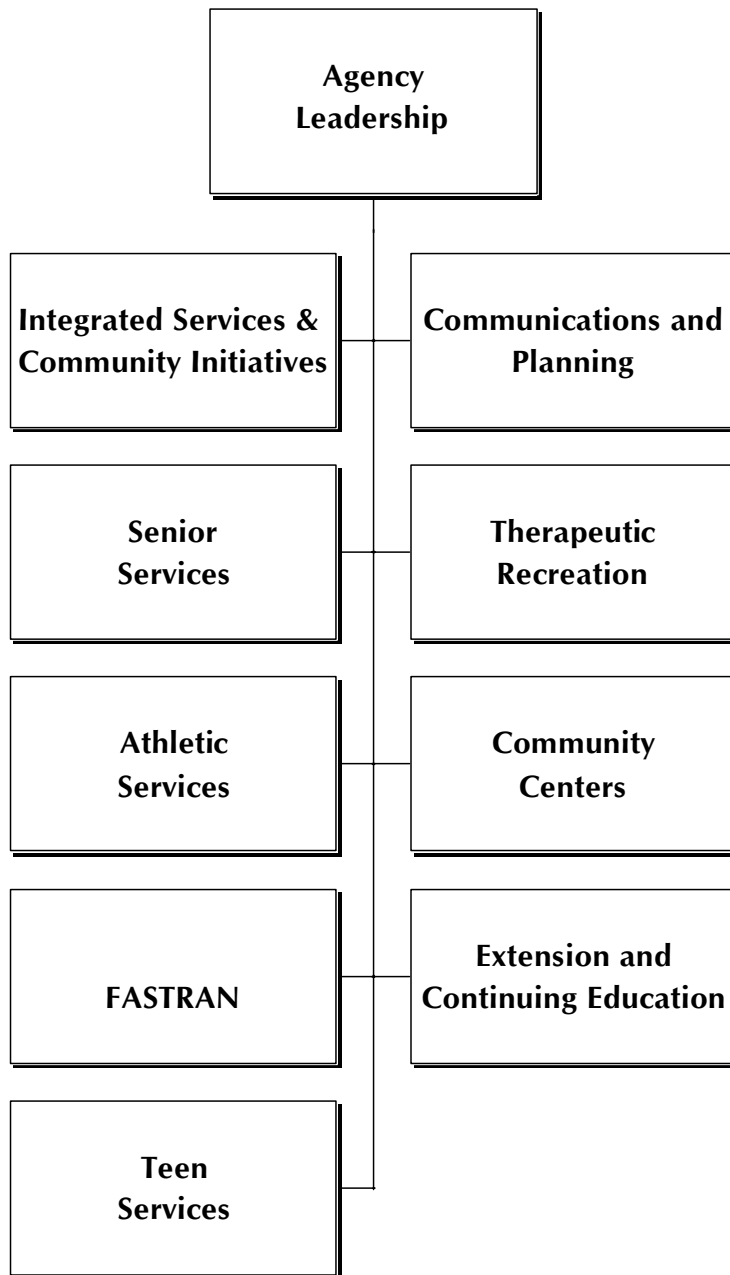 Agency
Leadership
Integrated Services &
Community Initiatives
Communications and
Planning
Senior
Services
Therapeutic
Recreation
Athletic
Services
Community
Centers
FASTRAN
Extension and
Continuing Education
Teen
Services